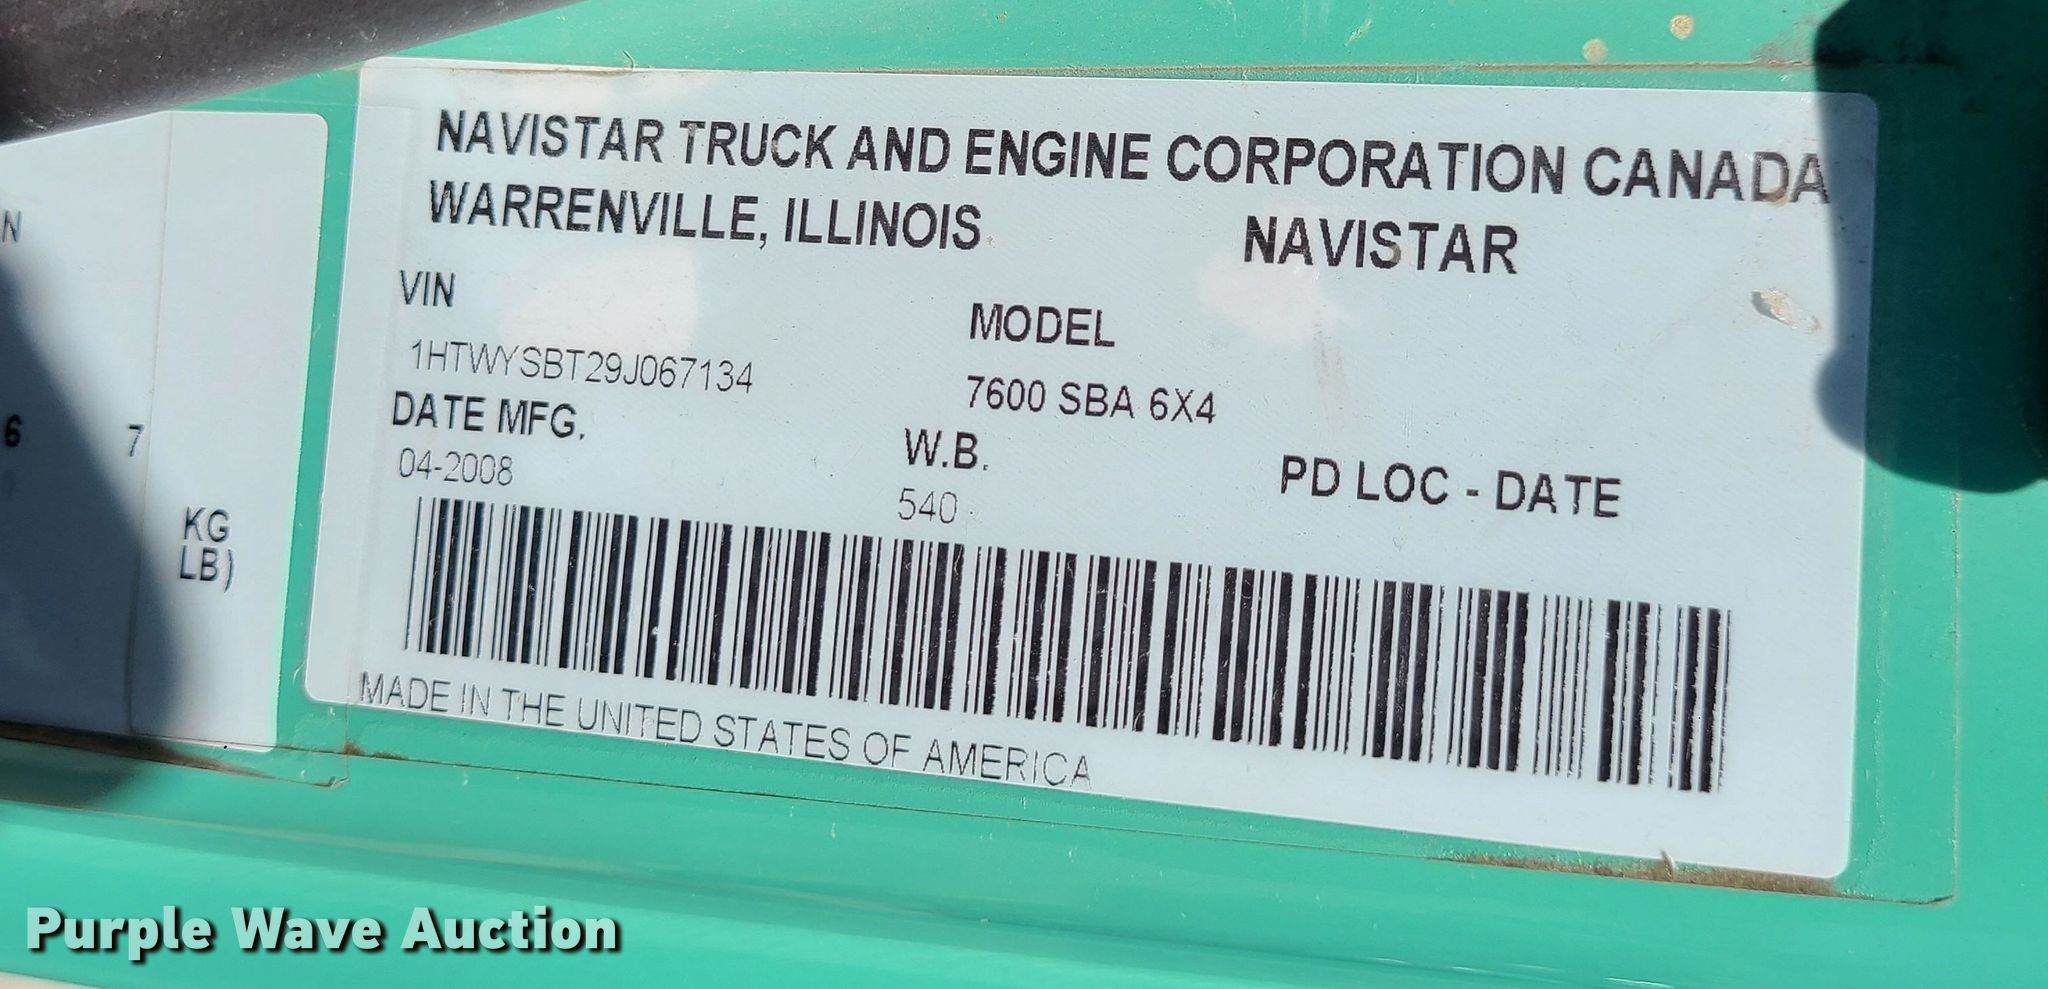 NAVISTAR TRUCK AND ENGINE CORPORATION CANADA
WARRENVILLE, ILLINOIS NAVISTAR
VIN
MODEL
1HTWYSBT29J067134
7600 SBA 6X4
DATE MFG.
W.B.
PD LOC - DATE
04-2008
540
MADE IN THE UNITED STATES OF AMERICA
N
6 7
KG
LB)
Purple Wave Auction